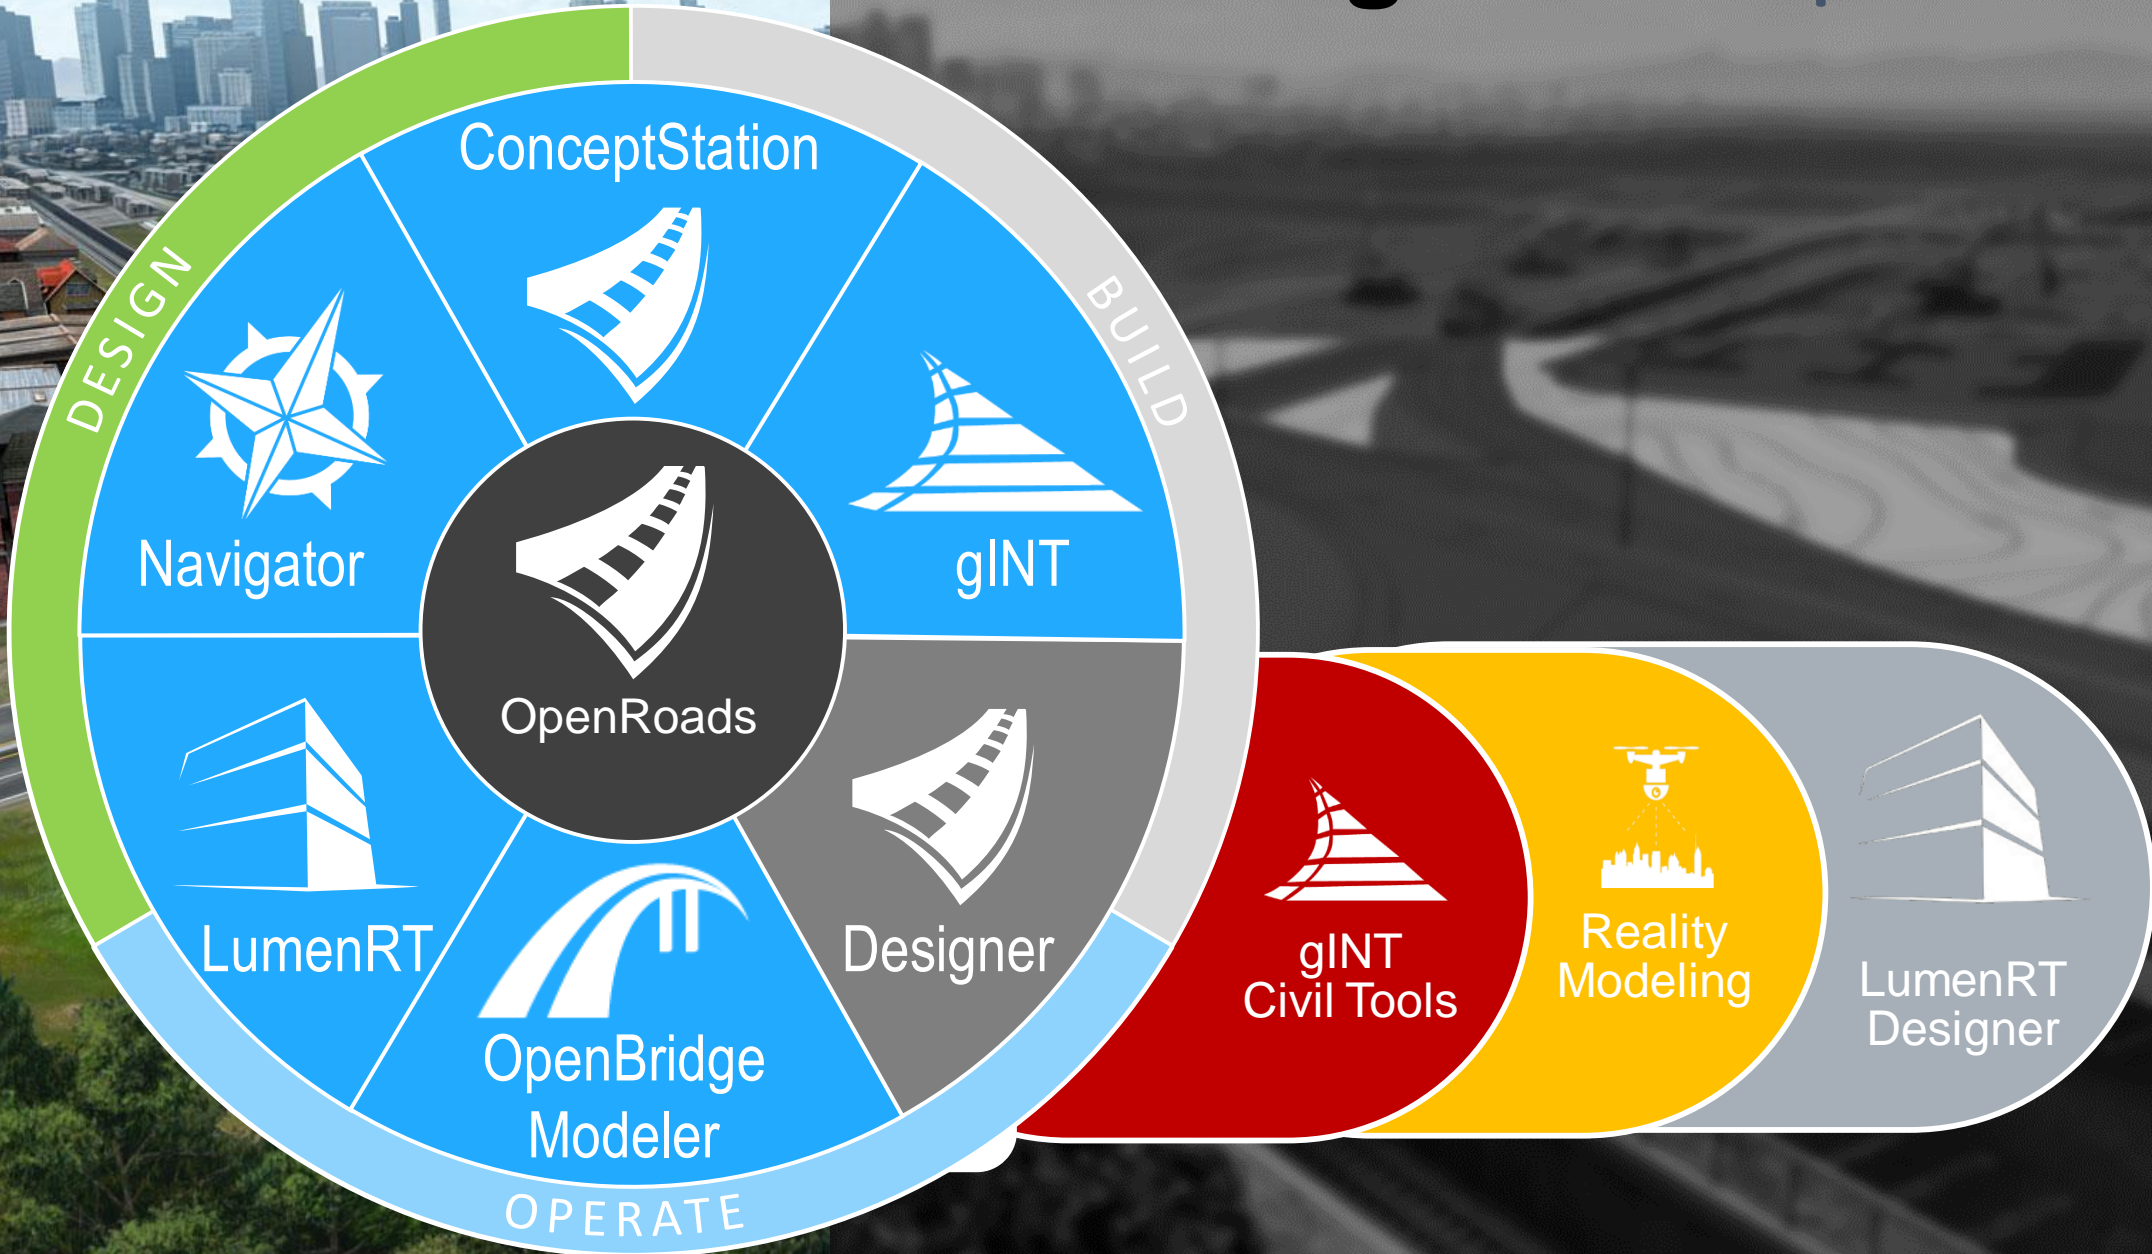 ConceptStation
DESIGN
BUILD
Navigator
gINT
OpenRoads
LumenRT
Designer
OpenBridge
Modeler
OPERATE
gINT
Civil Tools
Reality
Modeling
LumenRT
Designer